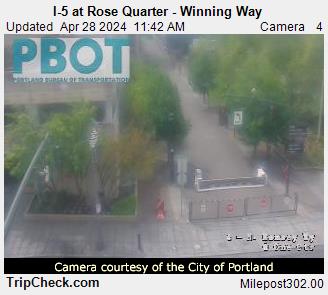 I-5 at Rose Quarter - Winning Way
Updated Apr 28 2024 11:42 AM Camera 4
PBOT
PORTLAND BUREAU OF TRANSPORTATION
Camera courtesy of the City of Portland
TripCheck.com Milepost302.00